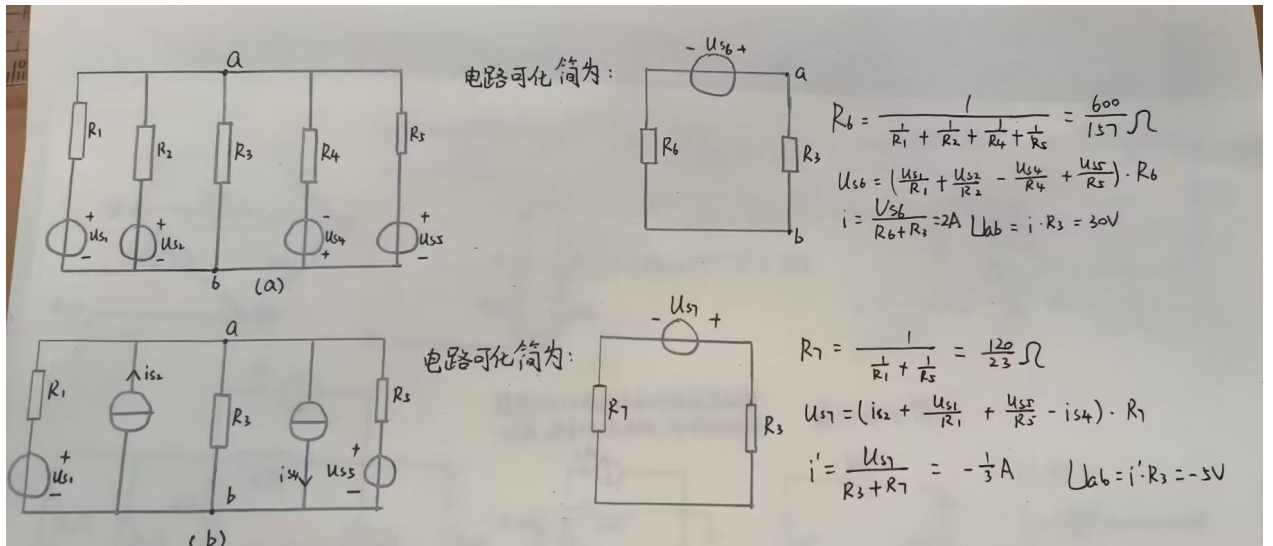 a
电路可化简为:
- Us6 +
a
R1
R2
R3
R4
R5
R6
R3
R6 = 1 / (1/R1 + 1/R2 + 1/R4 + 1/R5) = 600/157 Ω
Us6 = (Us1/R1 + Us2/R2 - Us4/R4 + Us5/R5) · R6
i = Us6/(R6+R3) = 2A Uab = i·R3 = 30V
+ Us1 -
+ Us2 -
- Us4 +
+ Us5 -
b
b
(a)
a
电路可化简为:
- Us7 +
R1
is2
R3
R5
R7
R3
R7 = 1 / (1/R1 + 1/R5) = 120/23 Ω
Us7 = (is2 + Us1/R1 + Us5/R5 - is4) · R7
i' = Us7/(R3+R7) = -1/3 A Uab = i'·R3 = -5V
+ Us1 -
is4
+ Us5 -
b
(b)